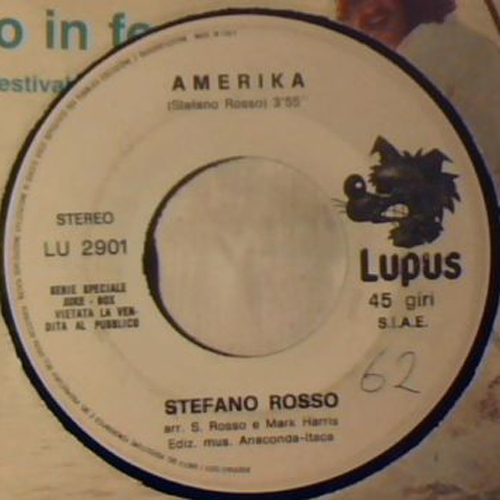 o in fe
estival
AMERIKA
(Stefano Rosso) 3'55"
STEREO
LU 2901
SERIE SPECIALE
JUKE - BOX
VIETATA LA VEN-
DITA AL PUBBLICO
Lupus
45 giri
S.I.A.E.
62
STEFANO ROSSO
arr. S. Rosso e Mark Harris
Ediz. mus. Anaconda-Itaca